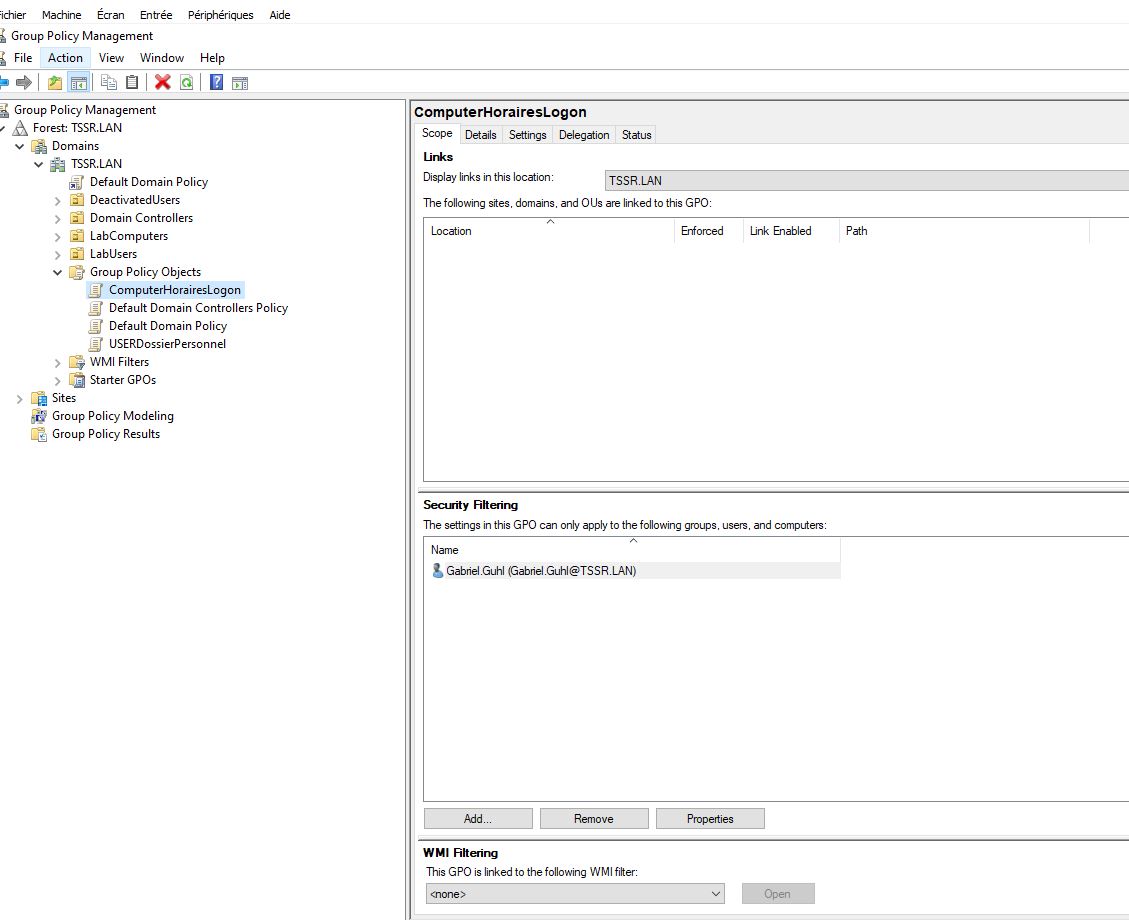 ichier Machine Écran Entrée Périphériques Aide
Group Policy Management
File Action View Window Help
Group Policy Management
Forest: TSSR.LAN
Domains
TSSR.LAN
Default Domain Policy
DeactivatedUsers
Domain Controllers
LabComputers
LabUsers
Group Policy Objects
ComputerHorairesLogon
Default Domain Controllers Policy
Default Domain Policy
USERDossierPersonnel
WMI Filters
Starter GPOs
Sites
Group Policy Modeling
Group Policy Results
ComputerHorairesLogon
Scope Details Settings Delegation Status
Links
Display links in this location: TSSR.LAN
The following sites, domains, and OUs are linked to this GPO:
Location Enforced Link Enabled Path
Security Filtering
The settings in this GPO can only apply to the following groups, users, and computers:
Name
Gabriel.Guhl (Gabriel.Guhl@TSSR.LAN)
Add... Remove Properties
WMI Filtering
This GPO is linked to the following WMI filter:
<none> Open